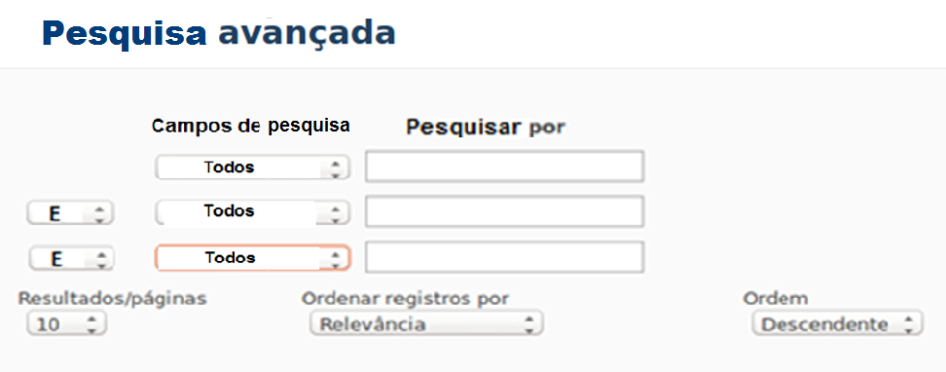 Pesquisa avançada
Campos de pesquisa Pesquisar por
Todos
E Todos
E Todos
Resultados/páginas Ordenar registros por Ordem
10 Relevância Descendente